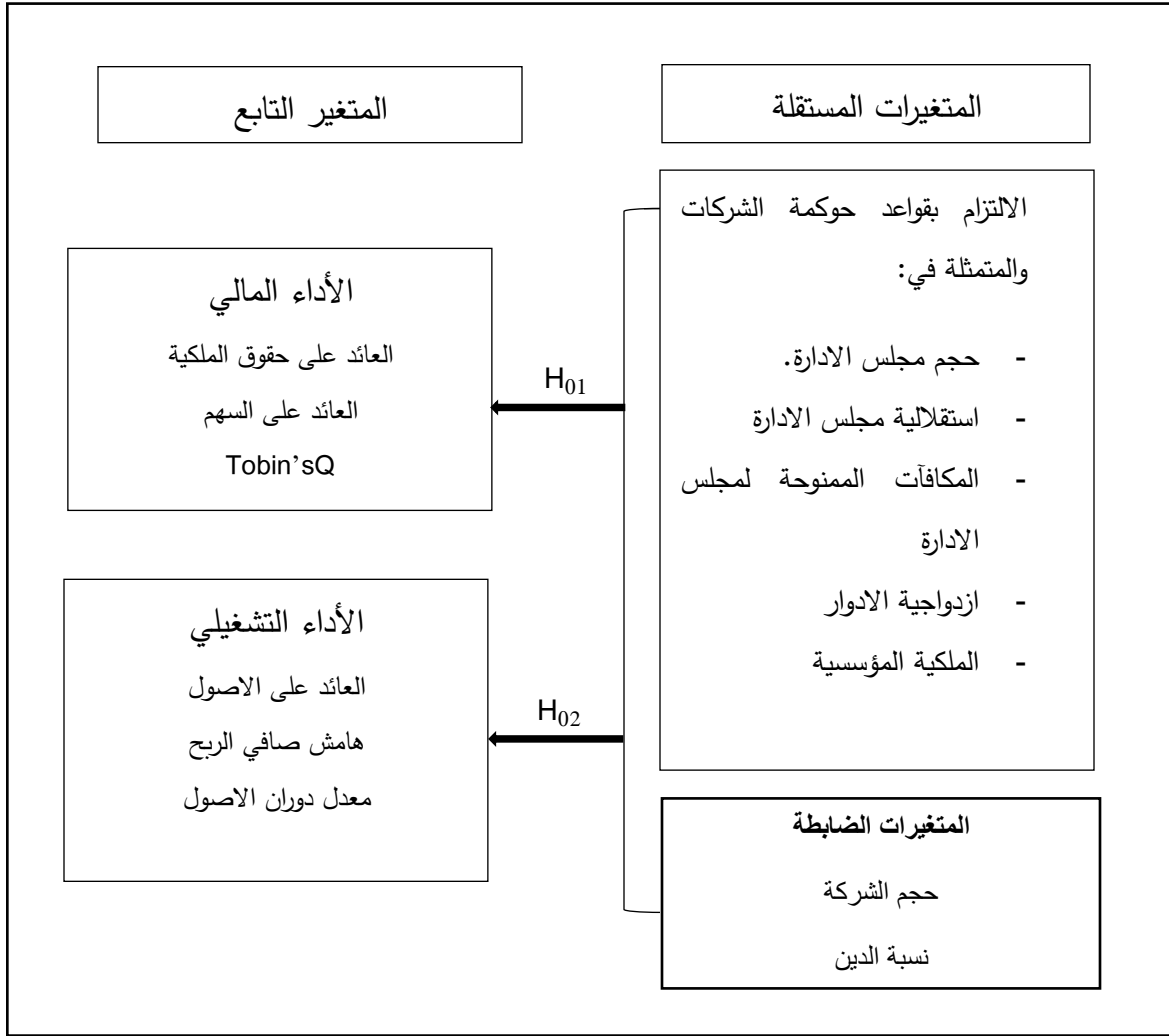 المتغيرات المستقلة
المتغير التابع
الالتزام بقواعد حوكمة الشركات
والمتمثلة في:
- حجم مجلس الادارة.
- استقلالية مجلس الادارة
- المكافآت الممنوحة لمجلس
الادارة
- ازدواجية الادوار
- الملكية المؤسسية
المتغيرات الضابطة
حجم الشركة
نسبة الدين
H01
H02
الأداء المالي
العائد على حقوق الملكية
العائد على السهم
Tobin’sQ
الأداء التشغيلي
العائد على الاصول
هامش صافي الربح
معدل دوران الاصول